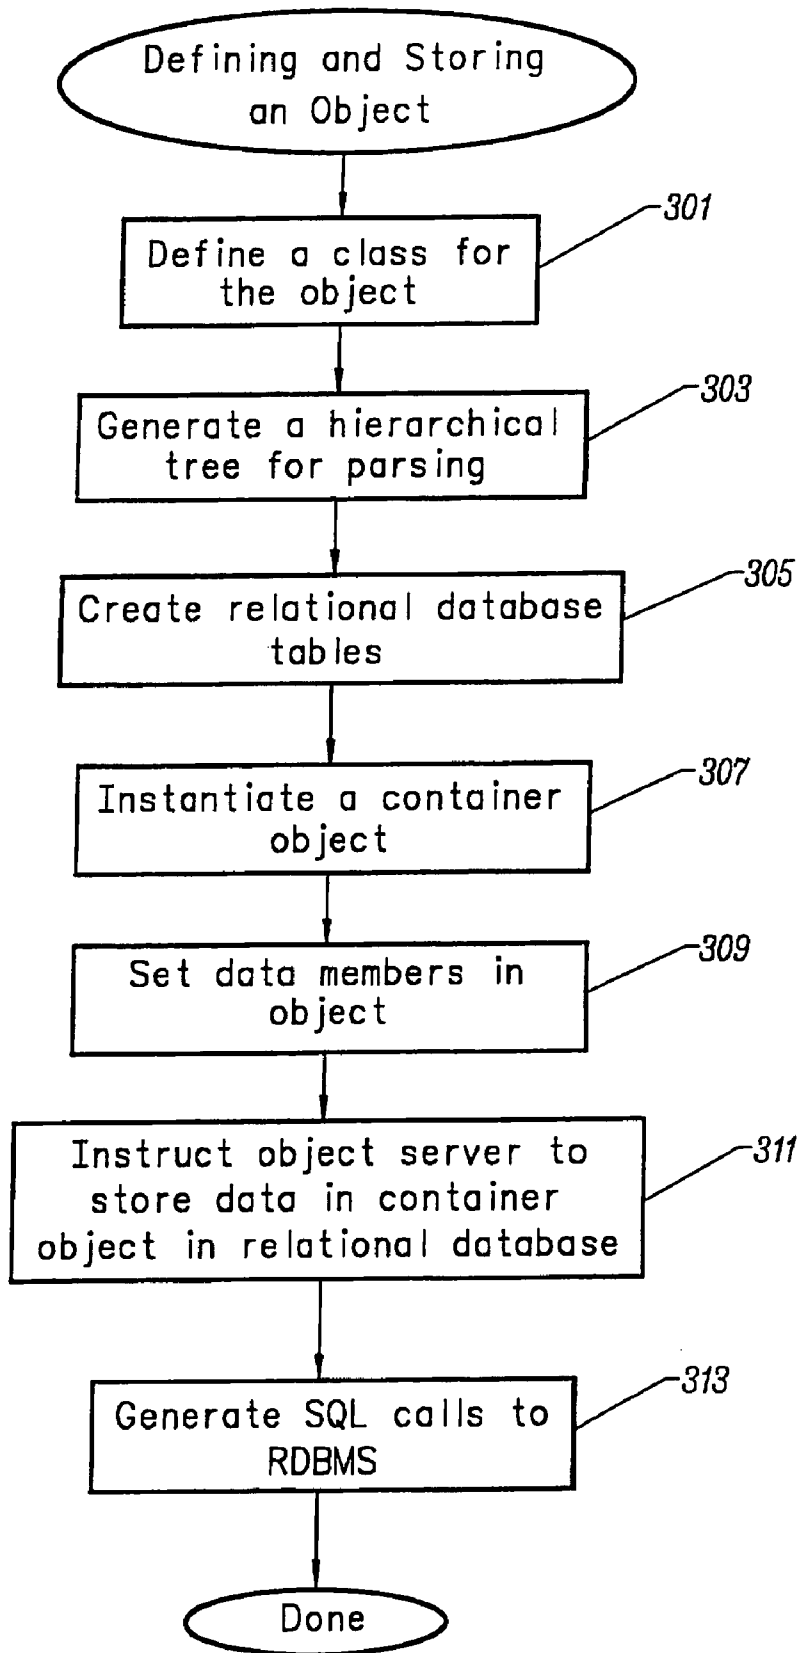 Defining and Storing
an Object
301
Define a class for
the object
303
Generate a hierarchical
tree for parsing
305
Create relational database
tables
307
Instantiate a container
object
309
Set data members in
object
311
Instruct object server to
store data in container
object in relational database
313
Generate SQL calls to
RDBMS
Done